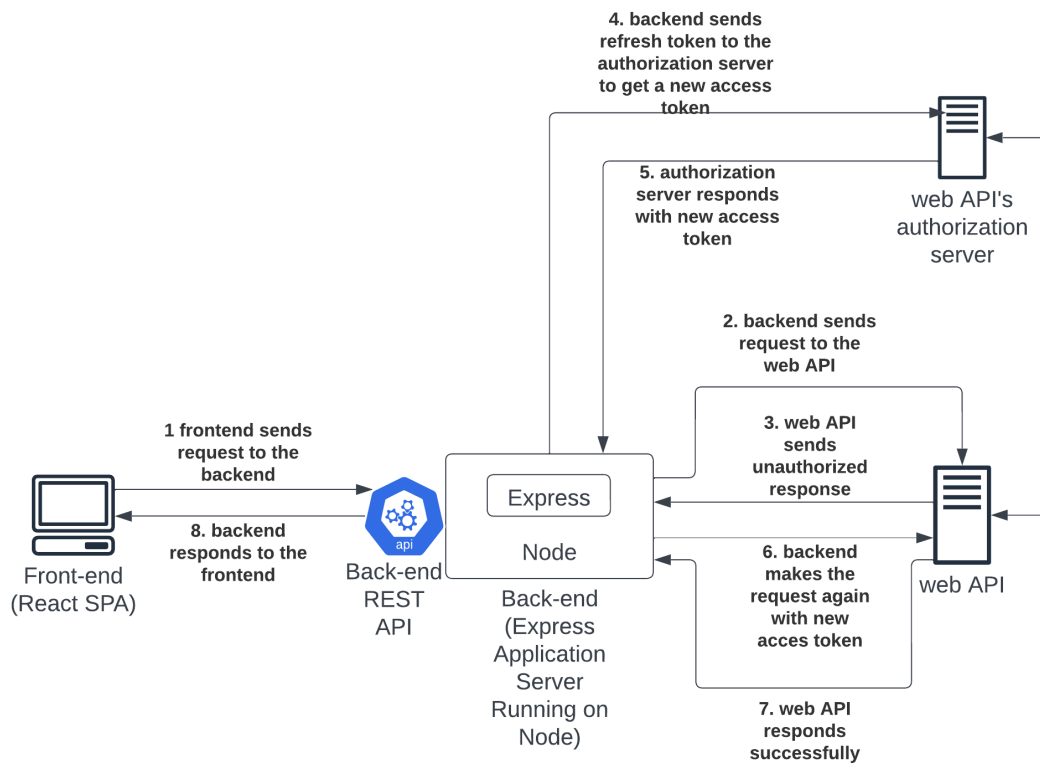 4. backend sends
refresh token to the
authorization server
to get a new access
token
5. authorization
server responds
with new access
token
web API's
authorization
server
2. backend sends
request to the
web API
3. web API
sends
unauthorized
response
1 frontend sends
request to the
backend
8. backend
responds to the
frontend
Front-end
(React SPA)
api
Back-end
REST
API
Express
Node
Back-end
(Express
Application
Server
Running on
Node)
6. backend
makes the
request again
with new
acces token
web API
7. web API
responds
successfully